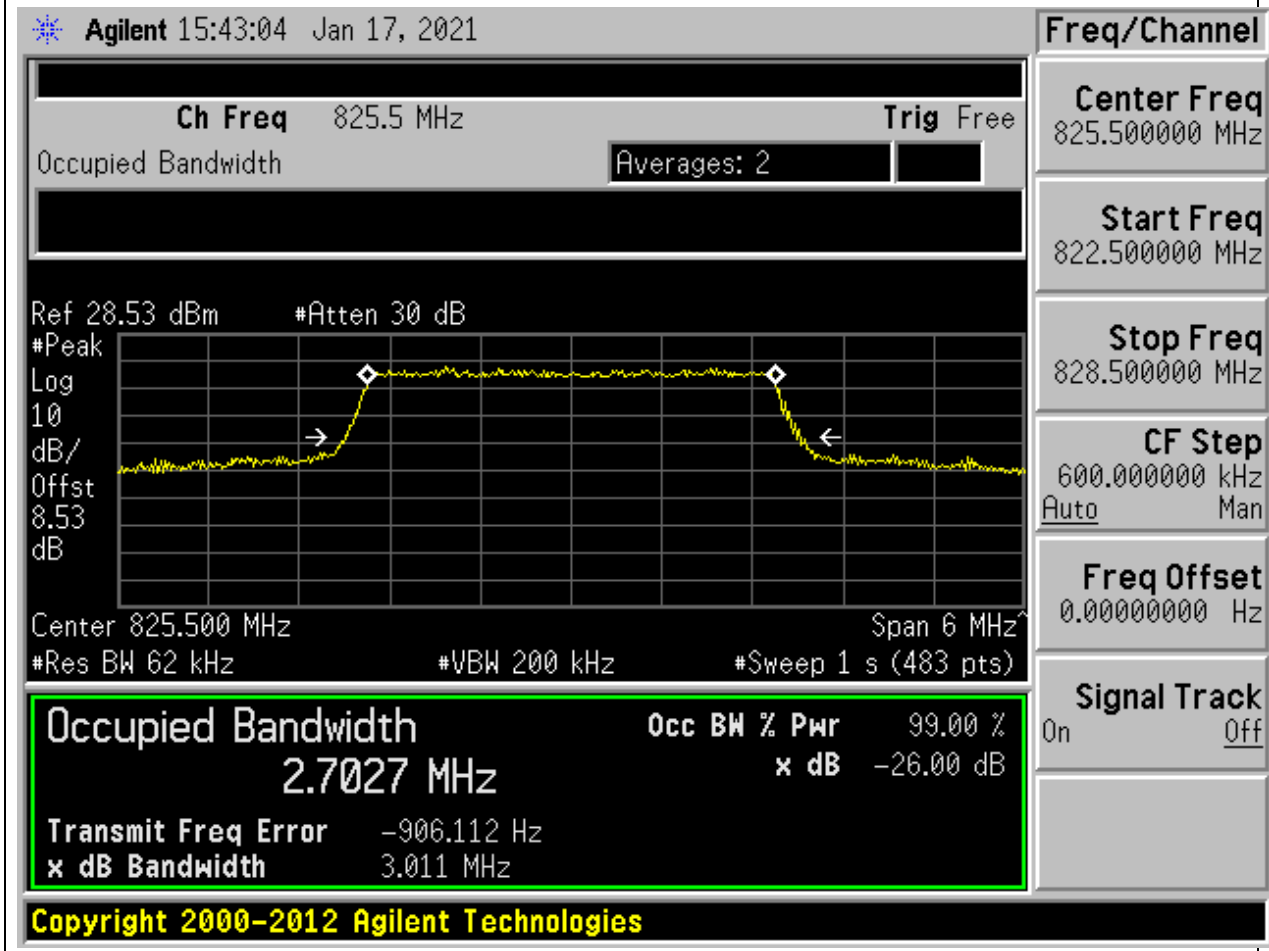 Agilent 15:43:04 Jan 17, 2021
Freq/Channel
Ch Freq 825.5 MHz Trig Free
Occupied Bandwidth Averages: 2
Ref 28.53 dBm #Atten 30 dB
#Peak
Log
10
dB/
Offst
8.53
dB
Center 825.500 MHz Span 6 MHz^
#Res BW 62 kHz #VBW 200 kHz #Sweep 1 s (483 pts)
Occupied Bandwidth Occ BW % Pwr 99.00 %
2.7027 MHz x dB -26.00 dB
Transmit Freq Error -906.112 Hz
x dB Bandwidth 3.011 MHz
Center Freq
825.500000 MHz
Start Freq
822.500000 MHz
Stop Freq
828.500000 MHz
CF Step
600.000000 kHz
Auto Man
Freq Offset
0.00000000 Hz
Signal Track
On Off
Copyright 2000-2012 Agilent Technologies